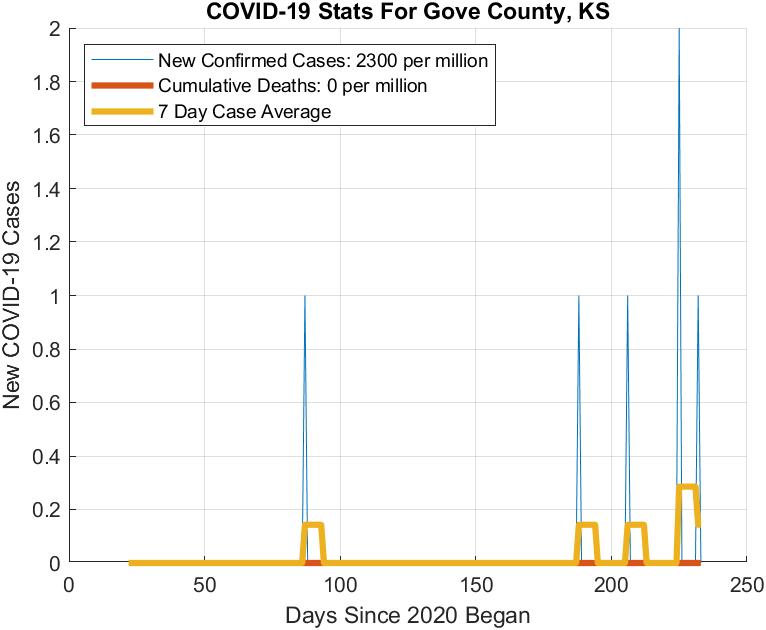 COVID-19 Stats For Gove County, KS
New Confirmed Cases: 2300 per million
Cumulative Deaths: 0 per million
7 Day Case Average
New COVID-19 Cases
2
1.8
1.6
1.4
1.2
1
0.8
0.6
0.4
0.2
0
0 50 100 150 200 250
Days Since 2020 Began